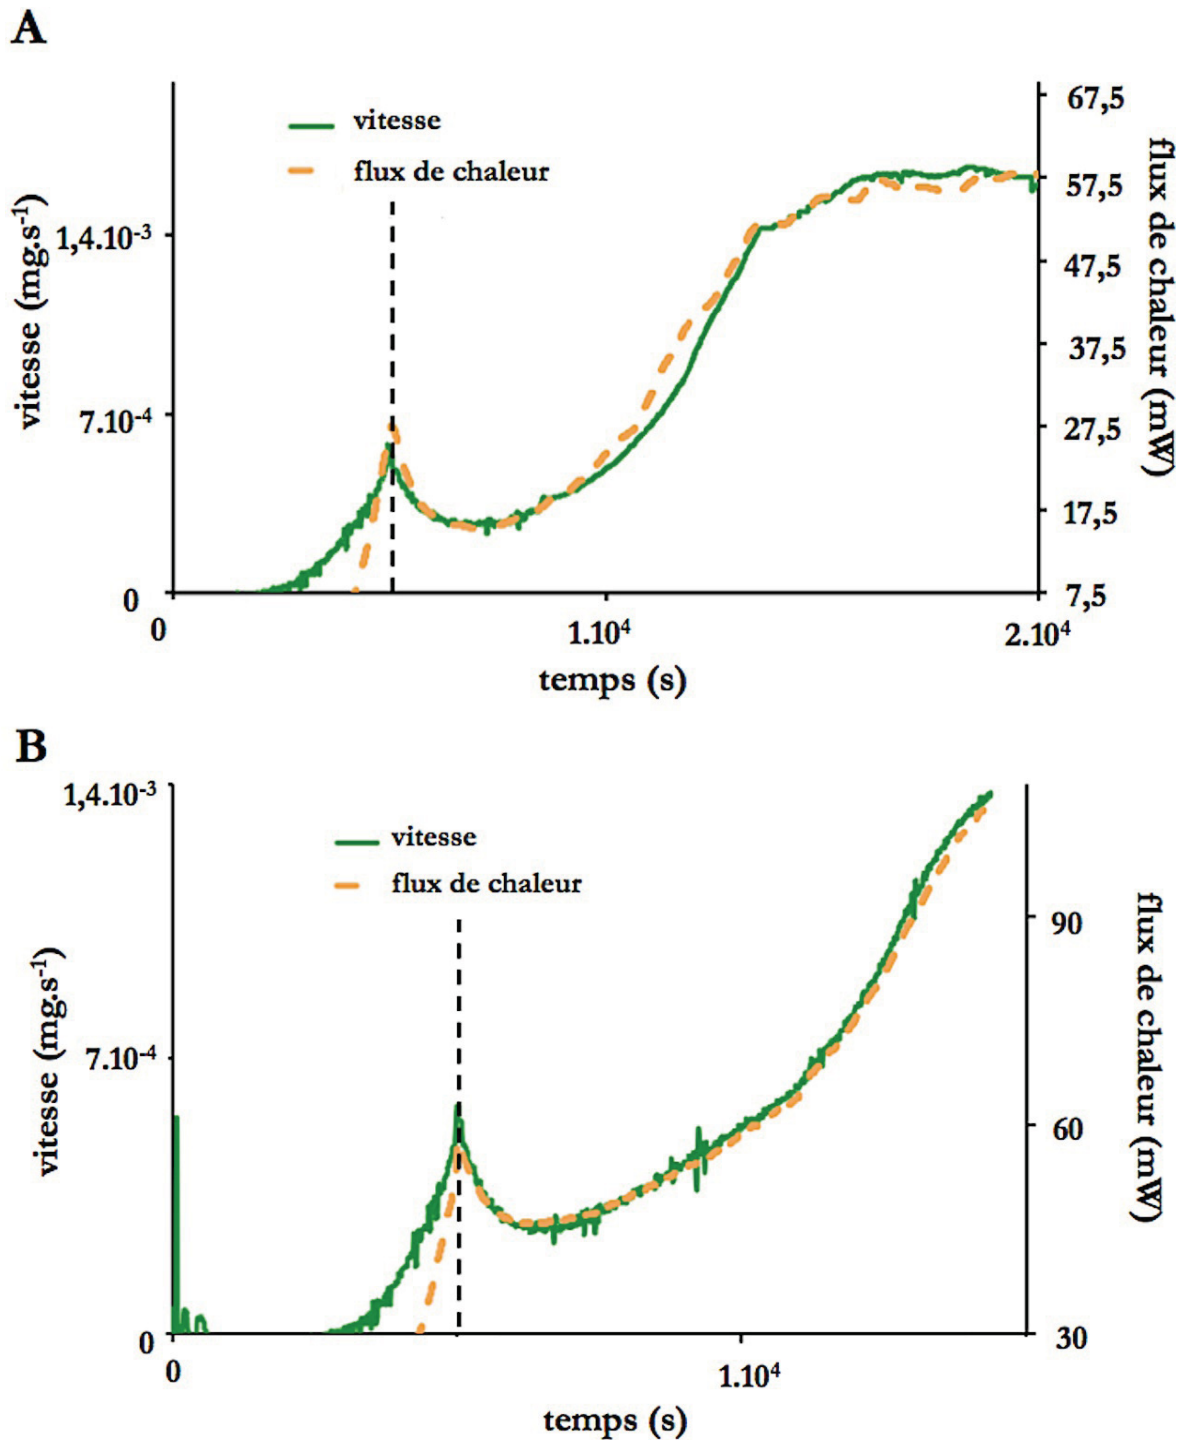 A
vitesse
flux de chaleur
vitesse (mg.s⁻¹)
1,4.10⁻³
7.10⁻⁴
0
67,5
57,5
47,5
37,5
27,5
17,5
7,5
flux de chaleur (mW)
0
1.10⁴
2.10⁴
temps (s)
B
vitesse
flux de chaleur
vitesse (mg.s⁻¹)
1,4.10⁻³
7.10⁻⁴
0
90
60
30
flux de chaleur (mW)
0
1.10⁴
temps (s)